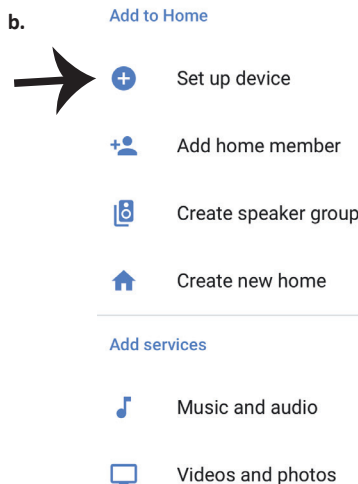 b.
Add to Home
Set up device
Add home member
Create speaker group
Create new home
Add services
Music and audio
Videos and photos